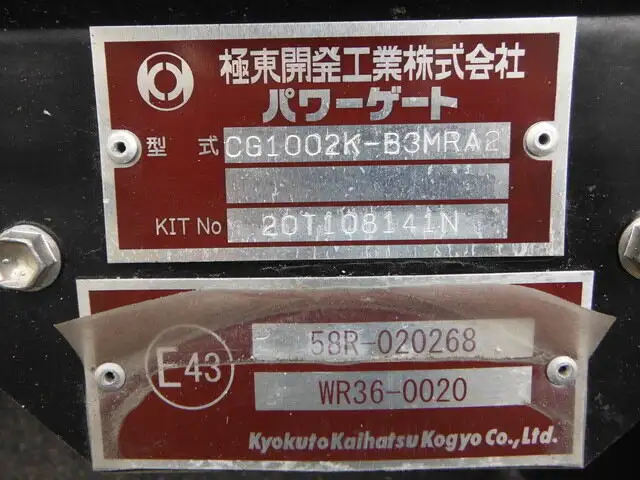 極東開発工業株式会社
パワーゲート
型式 CG1002K-B3MRA2
KIT No 20T108141N
E43
58R-020268
WR36-0020
Kyokuto Kaihatsu Kogyo Co.,Ltd.